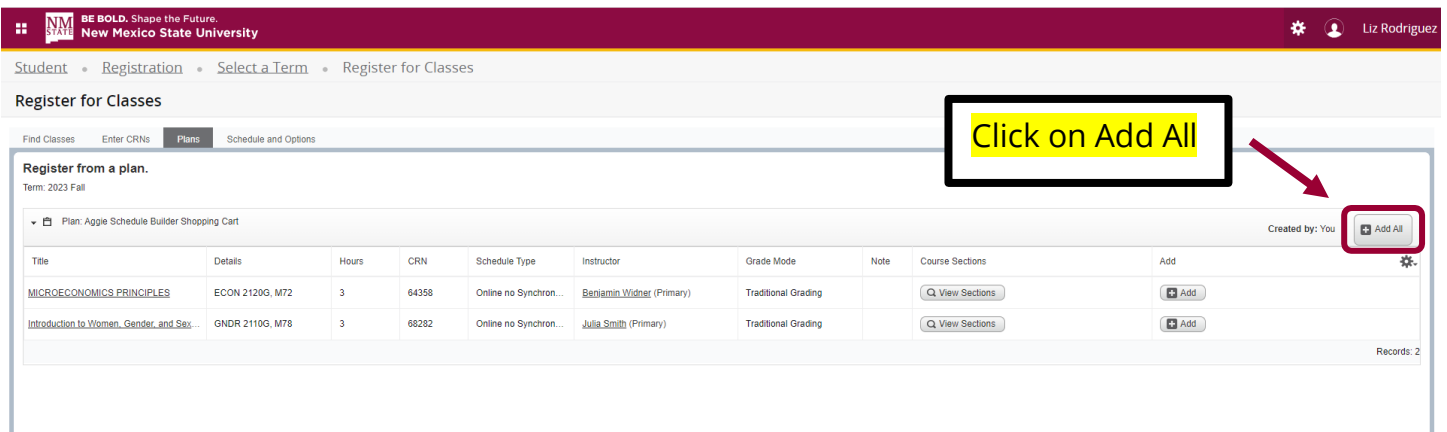 NM STATE
BE BOLD. Shape the Future.
New Mexico State University
Liz Rodriguez
Student • Registration • Select a Term • Register for Classes
Register for Classes
Click on Add All
Find Classes Enter CRNs Plans Schedule and Options
Register from a plan.
Term: 2023 Fall
Plan: Aggie Schedule Builder Shopping Cart Created by: You Add All
Title Details Hours CRN Schedule Type Instructor Grade Mode Note Course Sections Add
MICROECONOMICS PRINCIPLES ECON 2120G, M72 3 64358 Online no Synchron... Benjamin Widner (Primary) Traditional Grading View Sections Add
Introduction to Women, Gender, and Sex... GNDR 2110G, M78 3 68282 Online no Synchron... Julia Smith (Primary) Traditional Grading View Sections Add
Records: 2